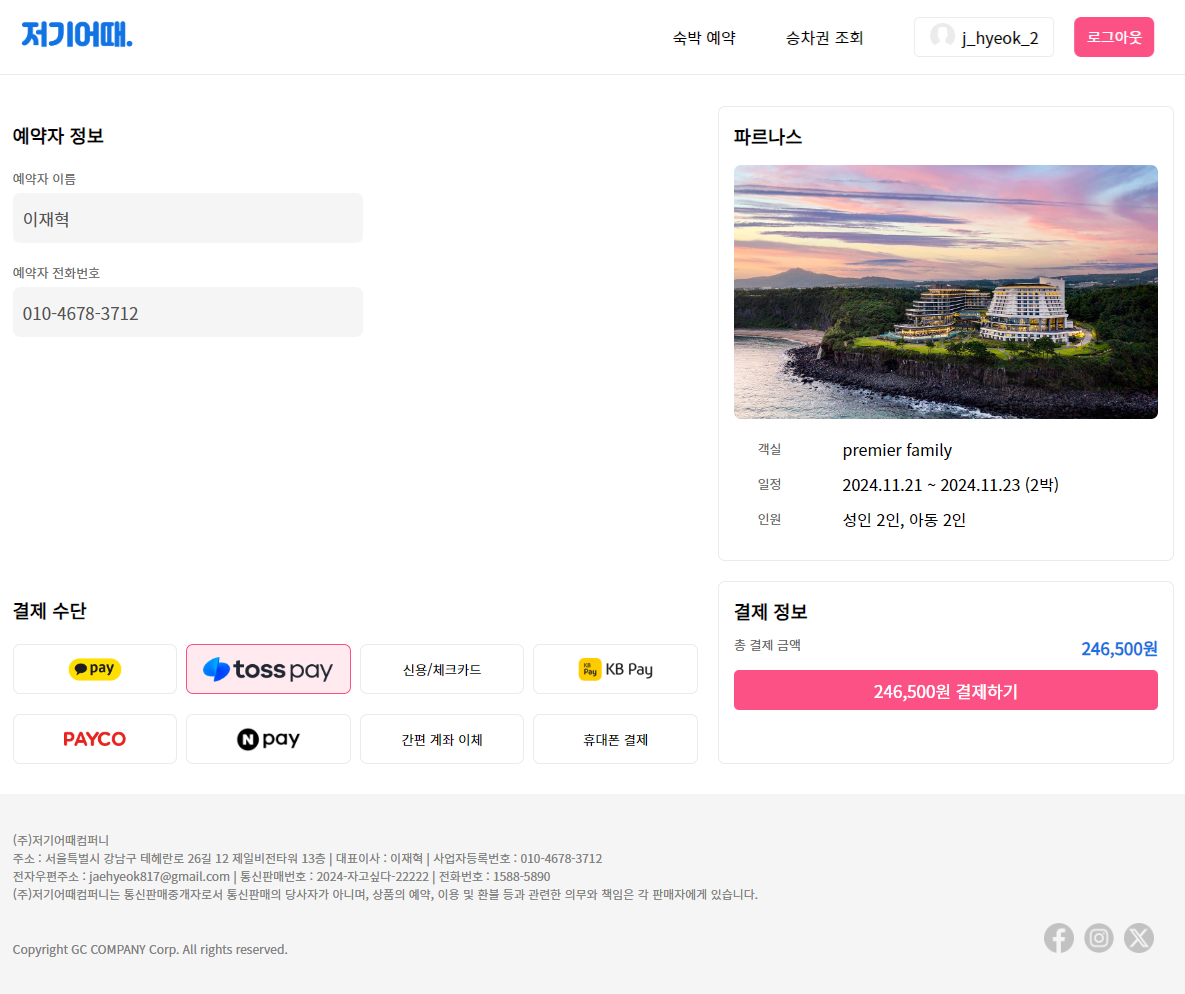 저기어때.
숙박 예약
승차권 조회
j_hyeok_2
로그아웃
예약자 정보
예약자 이름
이재혁
예약자 전화번호
010-4678-3712
파르나스
객실 premier family
일정 2024.11.21 ~ 2024.11.23 (2박)
인원 성인 2인, 아동 2인
결제 수단
pay
toss pay
신용/체크카드
KB Pay KB Pay
PAYCO
N pay
간편 계좌 이체
휴대폰 결제
결제 정보
총 결제 금액 246,500원
246,500원 결제하기
(주)저기어때컴퍼니
주소 : 서울특별시 강남구 테헤란로 26길 12 제일비전타워 13층 | 대표이사 : 이재혁 | 사업자등록번호 : 010-4678-3712
전자우편주소 : jaehyeok817@gmail.com | 통신판매번호 : 2024-자고싶다-22222 | 전화번호 : 1588-5890
(주)저기어때컴퍼니는 통신판매중개자로서 통신판매의 당사자가 아니며, 상품의 예약, 이용 및 환불 등과 관련한 의무와 책임은 각 판매자에게 있습니다.
Copyright GC COMPANY Corp. All rights reserved.